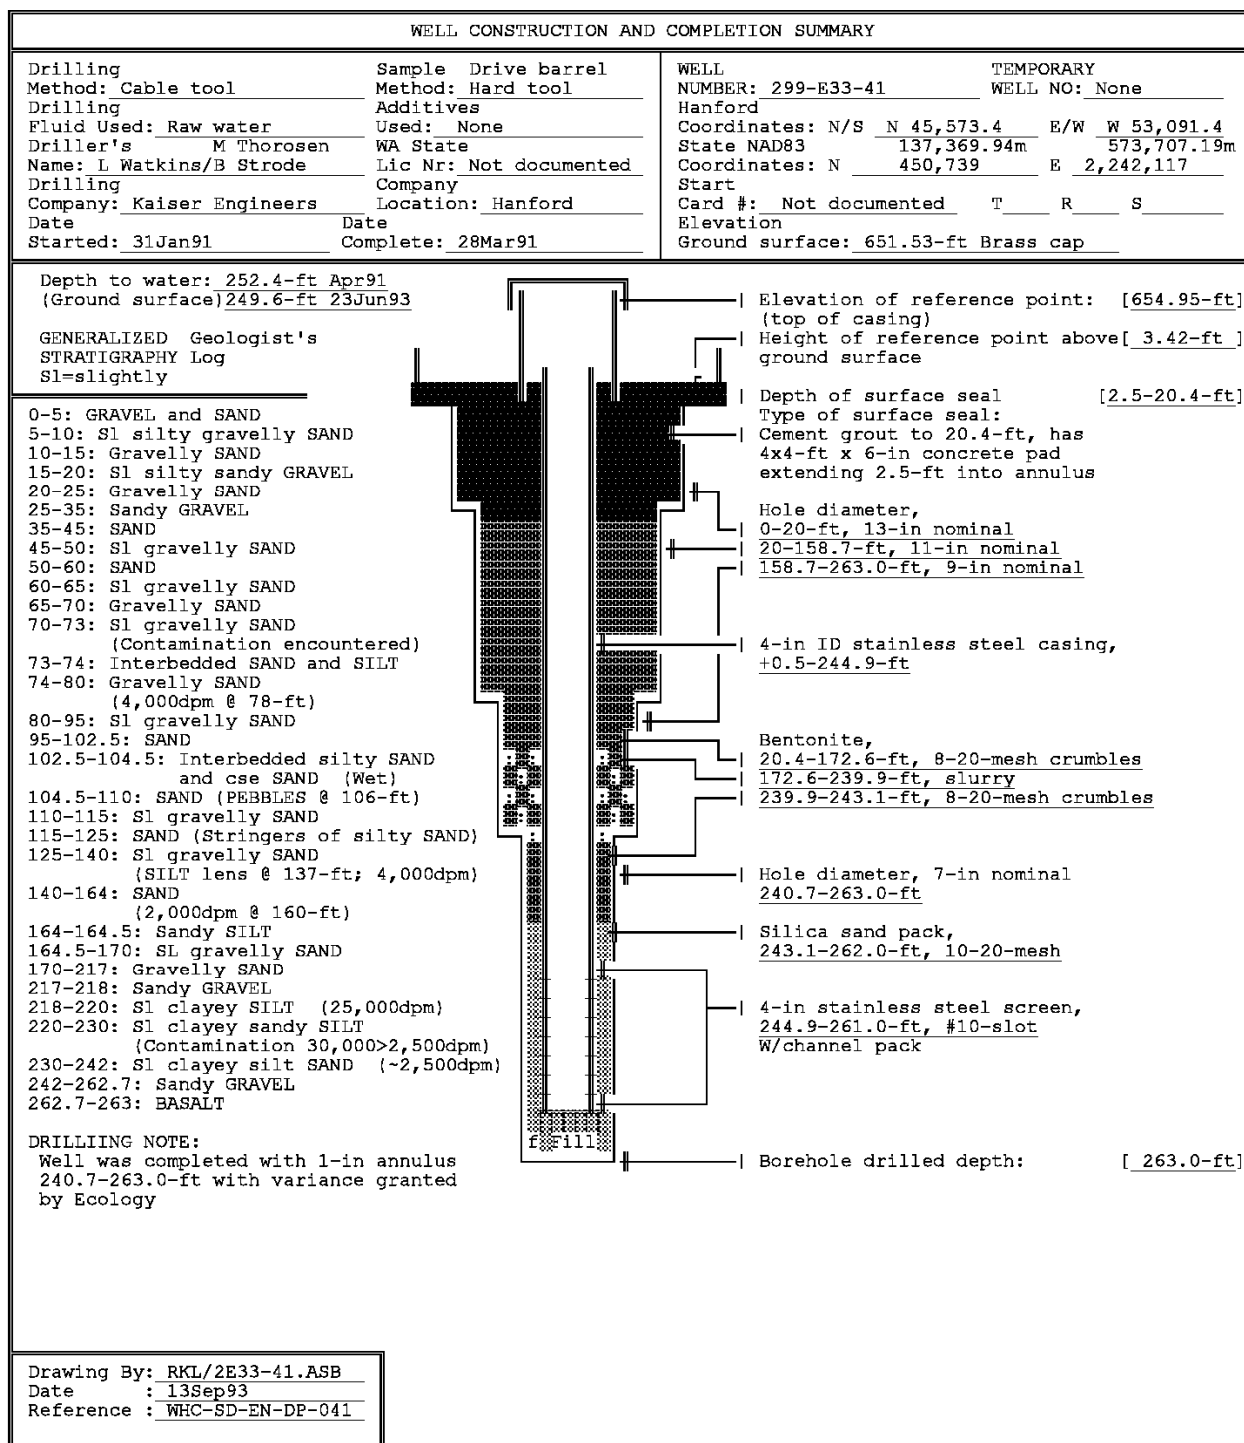 WELL CONSTRUCTION AND COMPLETION SUMMARY
Drilling Sample Drive barrel
Method: Cable tool Method: Hard tool
Drilling Additives
Fluid Used: Raw water Used: None
Driller's M Thorosen WA State
Name: L Watkins/B Strode Lic Nr: Not documented
Drilling Company
Company: Kaiser Engineers Location: Hanford
Date Date
Started: 31Jan91 Complete: 28Mar91
WELL TEMPORARY
NUMBER: 299-E33-41 WELL NO: None
Hanford
Coordinates: N/S N 45,573.4 E/W W 53,091.4
State NAD83 137,369.94m 573,707.19m
Coordinates: N 450,739 E 2,242,117
Start
Card #: Not documented T R S
Elevation
Ground surface: 651.53-ft Brass cap
Depth to water: 252.4-ft Apr91
(Ground surface) 249.6-ft 23Jun93
GENERALIZED Geologist's
STRATIGRAPHY Log
Sl=slightly
0-5: GRAVEL and SAND
5-10: Sl silty gravelly SAND
10-15: Gravelly SAND
15-20: Sl silty sandy GRAVEL
20-25: Gravelly SAND
25-35: Sandy GRAVEL
35-45: SAND
45-50: Sl gravelly SAND
50-60: SAND
60-65: Sl gravelly SAND
65-70: Gravelly SAND
70-73: Sl gravelly SAND
(Contamination encountered)
73-74: Interbedded SAND and SILT
74-80: Gravelly SAND
(4,000dpm @ 78-ft)
80-95: Sl gravelly SAND
95-102.5: SAND
102.5-104.5: Interbedded silty SAND
and cse SAND (Wet)
104.5-110: SAND (PEBBLES @ 106-ft)
110-115: Sl gravelly SAND
115-125: SAND (Stringers of silty SAND)
125-140: Sl gravelly SAND
(SILT lens @ 137-ft; 4,000dpm)
140-164: SAND
(2,000dpm @ 160-ft)
164-164.5: Sandy SILT
164.5-170: SL gravelly SAND
170-217: Gravelly SAND
217-218: Sandy GRAVEL
218-220: Sl clayey SILT (25,000dpm)
220-230: Sl clayey sandy SILT
(Contamination 30,000>2,500dpm)
230-242: Sl clayey silt SAND (~2,500dpm)
242-262.7: Sandy GRAVEL
262.7-263: BASALT
DRILLIING NOTE:
Well was completed with 1-in annulus
240.7-263.0-ft with variance granted
by Ecology
f Fill
Elevation of reference point: [654.95-ft]
(top of casing)
Height of reference point above[ 3.42-ft ]
ground surface
Depth of surface seal [2.5-20.4-ft]
Type of surface seal:
Cement grout to 20.4-ft, has
4x4-ft x 6-in concrete pad
extending 2.5-ft into annulus
Hole diameter,
0-20-ft, 13-in nominal
20-158.7-ft, 11-in nominal
158.7-263.0-ft, 9-in nominal
4-in ID stainless steel casing,
+0.5-244.9-ft
Bentonite,
20.4-172.6-ft, 8-20-mesh crumbles
172.6-239.9-ft, slurry
239.9-243.1-ft, 8-20-mesh crumbles
Hole diameter, 7-in nominal
240.7-263.0-ft
Silica sand pack,
243.1-262.0-ft, 10-20-mesh
4-in stainless steel screen,
244.9-261.0-ft, #10-slot
W/channel pack
Borehole drilled depth: [ 263.0-ft]
Drawing By: RKL/2E33-41.ASB
Date : 13Sep93
Reference : WHC-SD-EN-DP-041